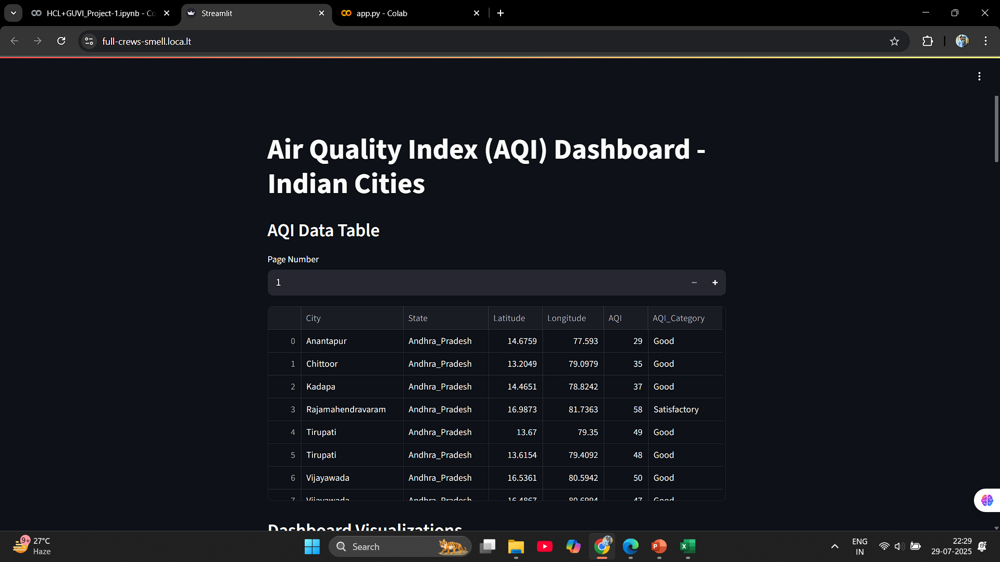 HCL+GUVI_Project-1.ipynb - Co
Streamlit
app.py - Colab
full-crews-smell.loca.lt
Air Quality Index (AQI) Dashboard -
Indian Cities
AQI Data Table
Page Number
1
City State Latitude Longitude AQI AQI_Category
0 Anantapur Andhra_Pradesh 14.6759 77.593 29 Good
1 Chittoor Andhra_Pradesh 13.2049 79.0979 35 Good
2 Kadapa Andhra_Pradesh 14.4651 78.8242 37 Good
3 Rajamahendravaram Andhra_Pradesh 16.9873 81.7363 58 Satisfactory
4 Tirupati Andhra_Pradesh 13.67 79.35 49 Good
5 Tirupati Andhra_Pradesh 13.6154 79.4092 48 Good
6 Vijayawada Andhra_Pradesh 16.5361 80.5942 50 Good
7 Vijayawada Andhra_Pradesh 16.4867 80.6994 47 Good
Dashboard Visualizations
9+
27°C
Haze
Search
ENG
IN
22:29
29-07-2025